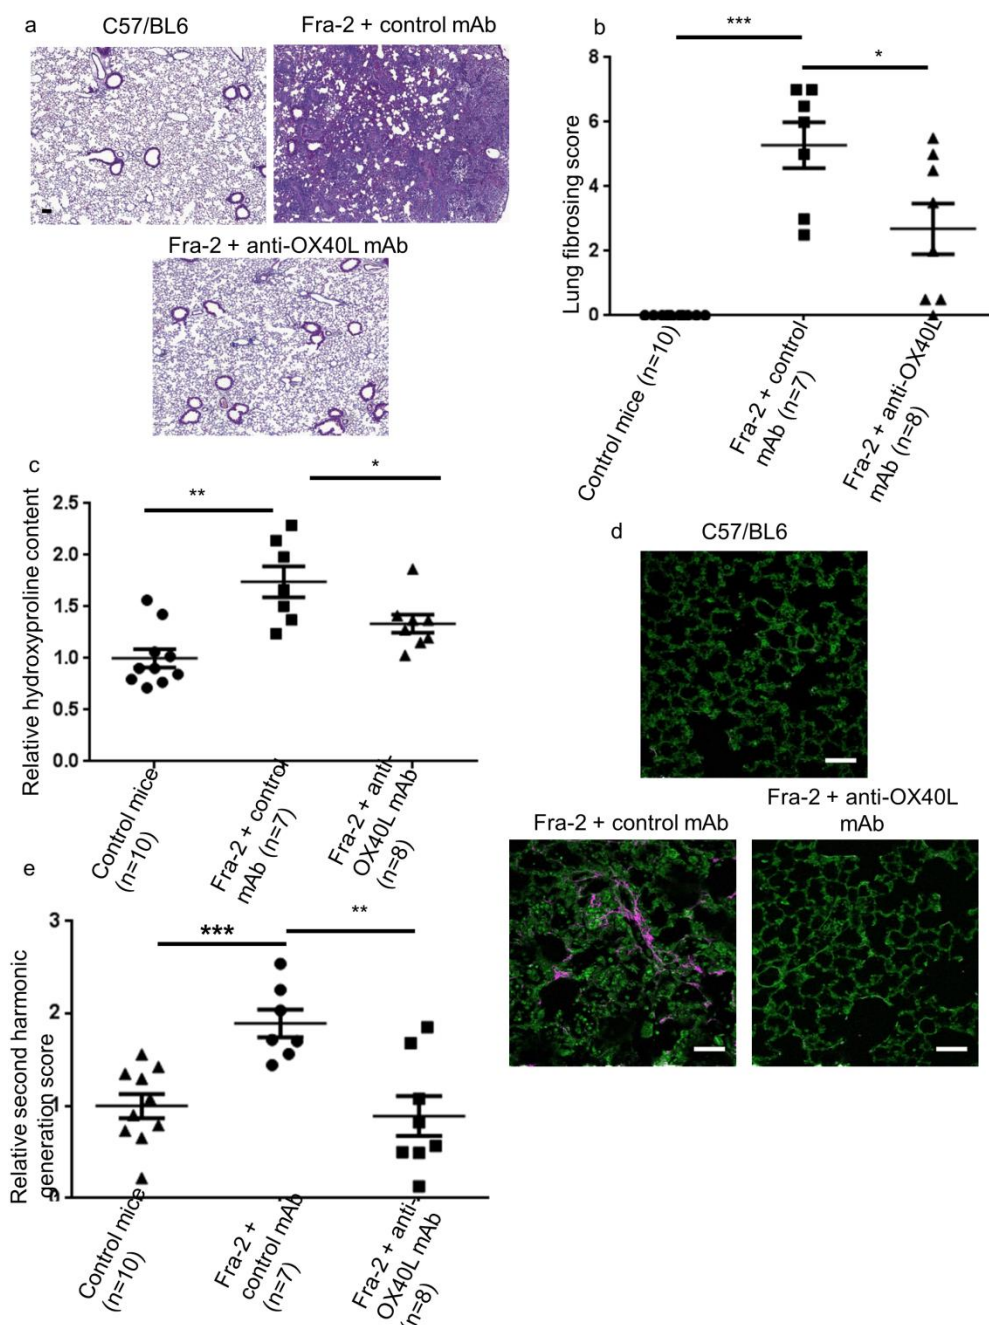 a
C57/BL6
Fra-2 + control mAb
Fra-2 + anti-OX40L mAb
b
***
*
8
6
4
2
0
Lung fibrosing score
Control mice (n=10)
Fra-2 + control
mAb (n=7)
Fra-2 + anti-OX40L
mAb (n=8)
c
**
*
2.5
2.0
1.5
1.0
0.5
0.0
Relative hydroxyproline content
Control mice
(n=10)
Fra-2 + control
mAb (n=7)
Fra-2 + anti-
OX40L mAb
(n=8)
d
C57/BL6
Fra-2 + control mAb
Fra-2 + anti-OX40L
mAb
e
***
**
3
2
1
0
Relative second harmonic
generation score
Control mice
(n=10)
Fra-2 +
control mAb
(n=7)
Fra-2 + anti-
OX40L mAb
(n=8)